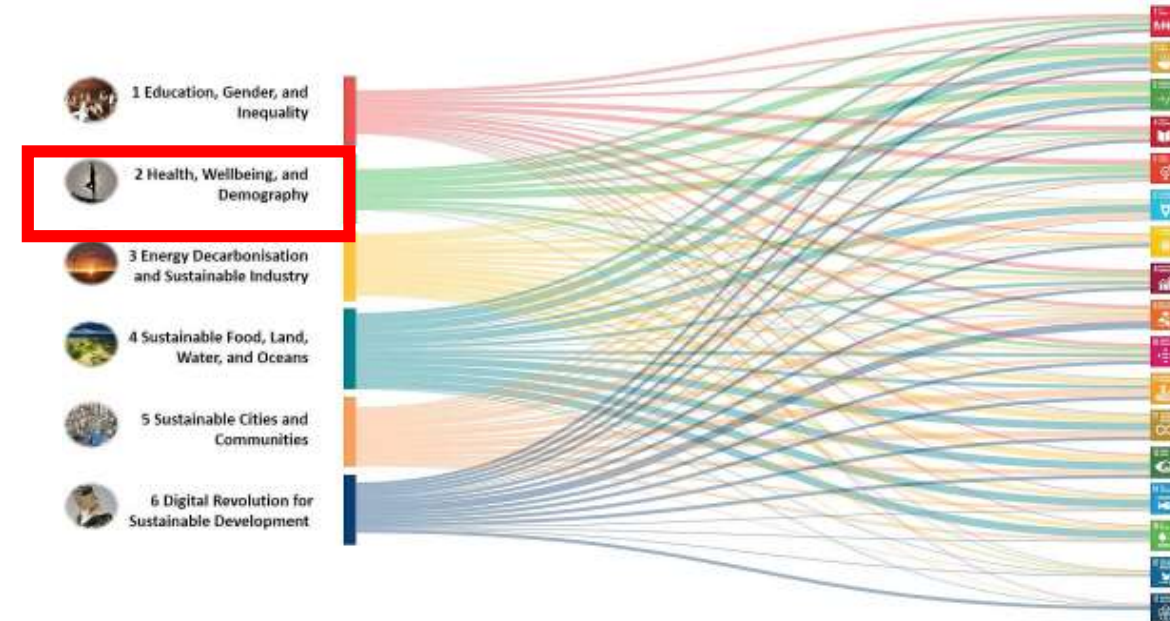 1 Education, Gender, and
Inequality
2 Health, Wellbeing, and
Demography
3 Energy Decarbonisation
and Sustainable Industry
4 Sustainable Food, Land,
Water, and Oceans
5 Sustainable Cities and
Communities
6 Digital Revolution for
Sustainable Development